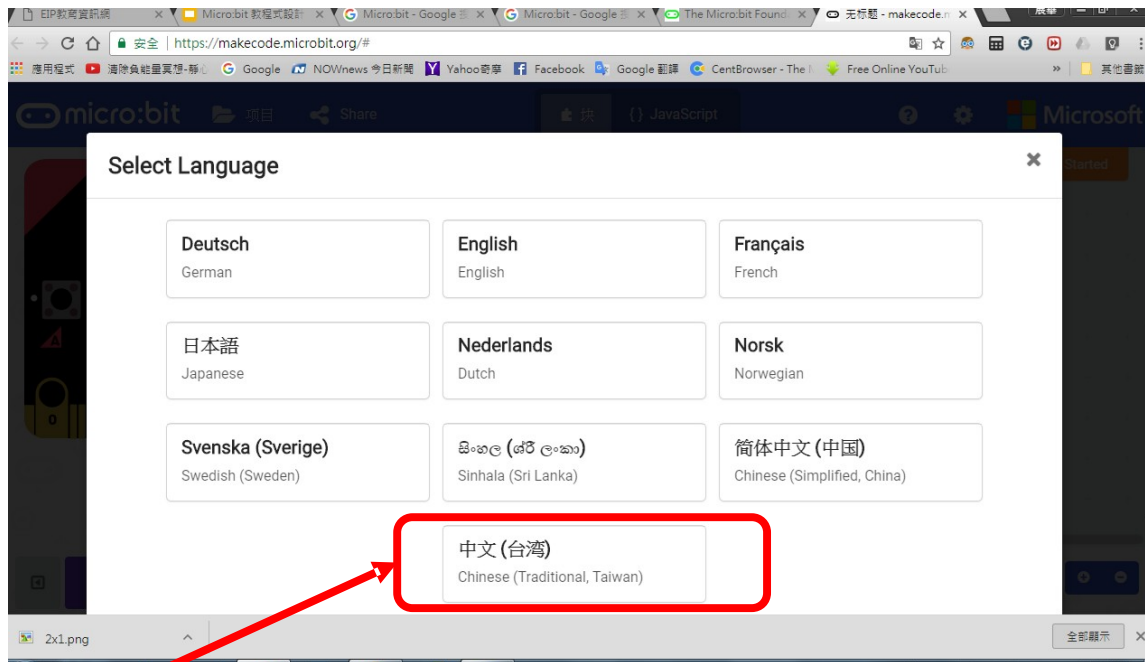 EIP教育資訊網 Micro:bit 教程式設計 Micro:bit - Google Micro:bit - Google The Micro:bit Found 无标题 - makecode.m
安全 | https://makecode.microbit.org/#
應用程式 清除負能量冥想-靜心 Google NOWnews 今日新聞 Yahoo奇摩 Facebook Google 翻譯 CentBrowser - The Free Online YouTub » 其他書籤
micro:bit 项目 Share 块 {} JavaScript Microsoft
Select Language
Started
Deutsch English Français
German English French
日本語 Nederlands Norsk
Japanese Dutch Norwegian
A
0
Svenska (Sverige) සිංහල (ශ්‍රී ලංකා) 简体中文 (中国)
Swedish (Sweden) Sinhala (Sri Lanka) Chinese (Simplified, China)
中文 (台湾)
Chinese (Traditional, Taiwan)
2x1.png 全部顯示